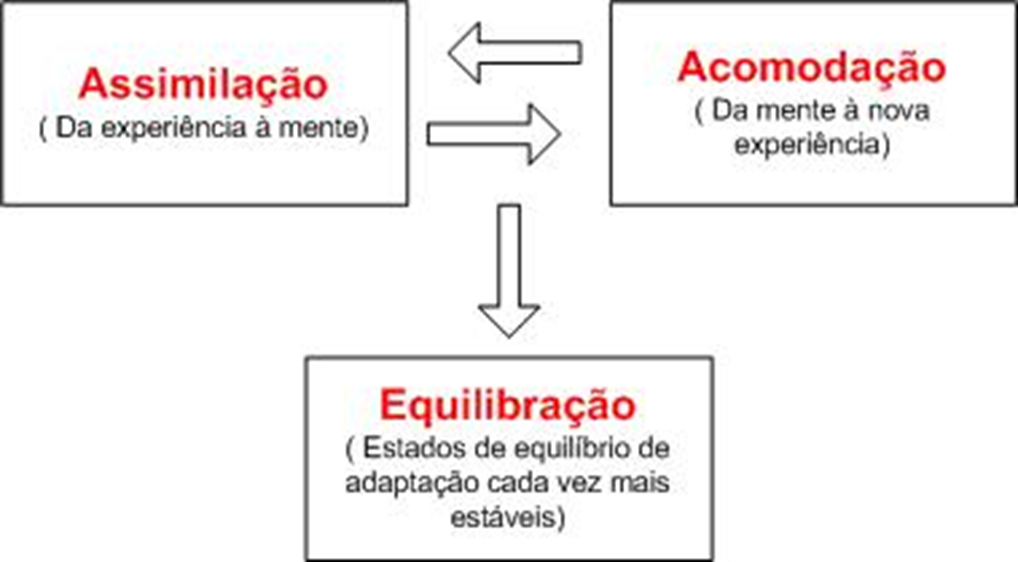 Assimilação
( Da experiência à mente)
Acomodação
( Da mente à nova
experiência)
Equilibração
( Estados de equilíbrio de
adaptação cada vez mais
estáveis)